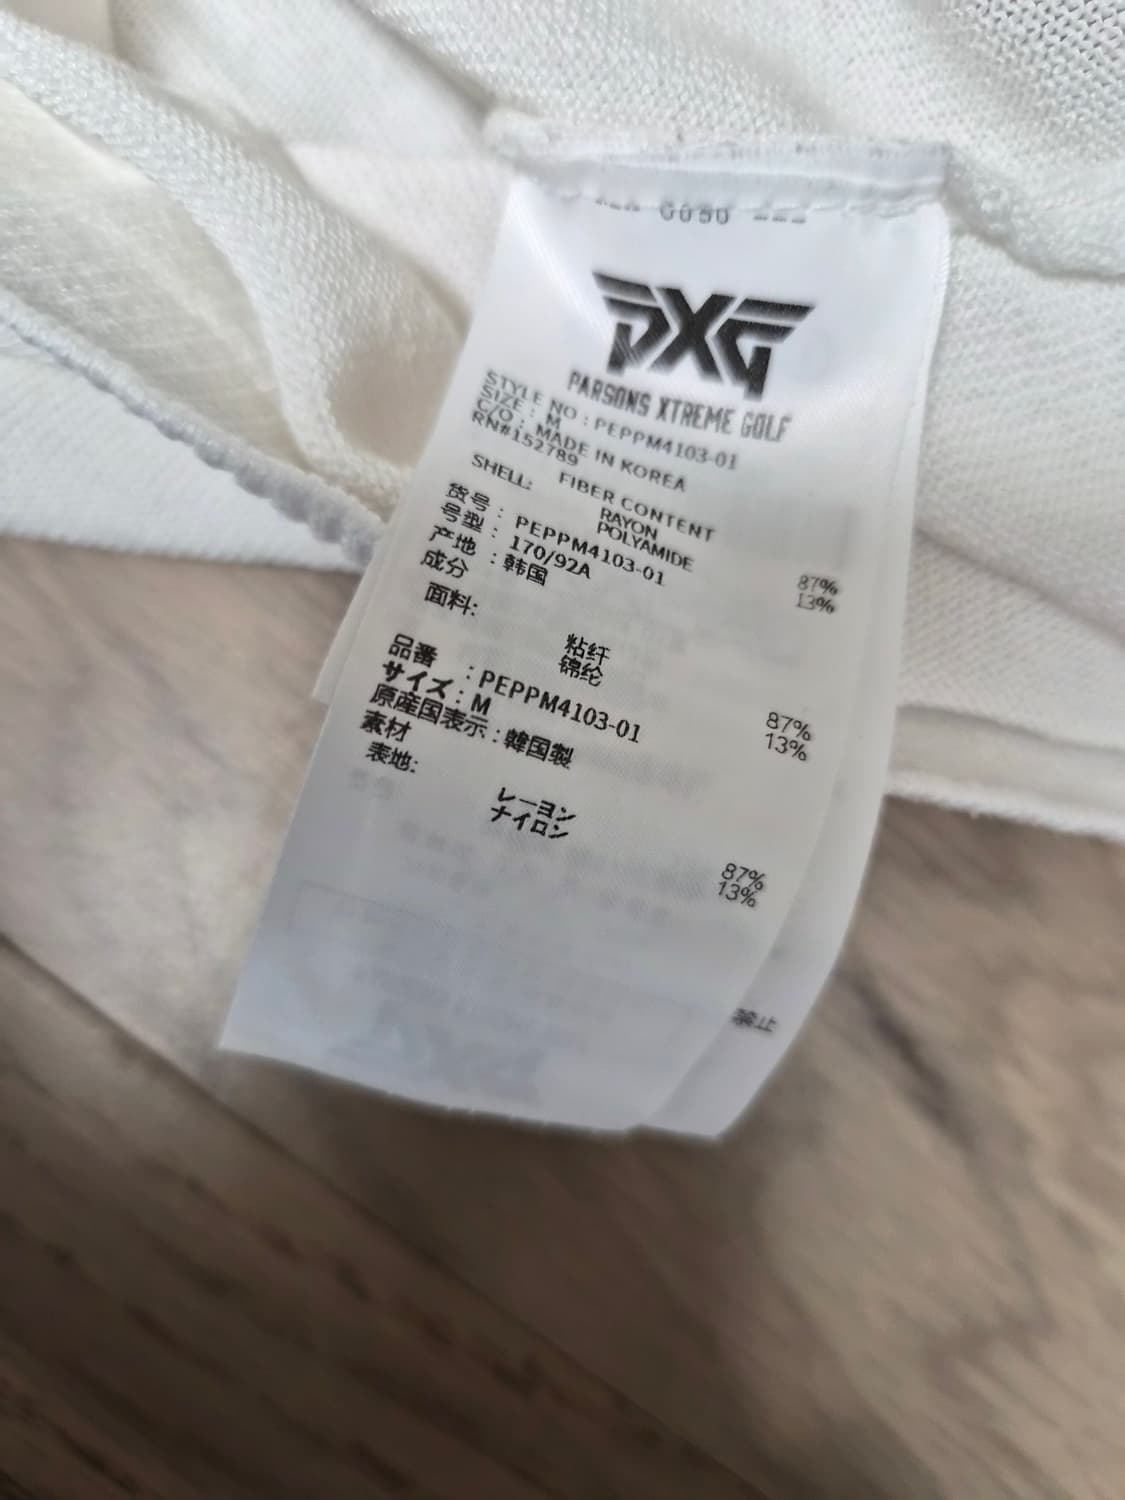 0050
PXG
PARSONS XTREME GOLF
STYLE NO : PEPPM4103-01
SIZE : M
C/O : MADE IN KOREA
RN#152789
FIBER CONTENT
SHELL: RAYON 87%
POLYAMIDE 13%
货号 : PEPPM4103-01
号型 : 170/92A
产地 : 韩国
成分
面料: 粘纤 87%
锦纶 13%
品番 : PEPPM4103-01
サイズ : M
原産国表示 : 韓国製
素材
表地: レーヨン 87%
ナイロン 13%
禁止